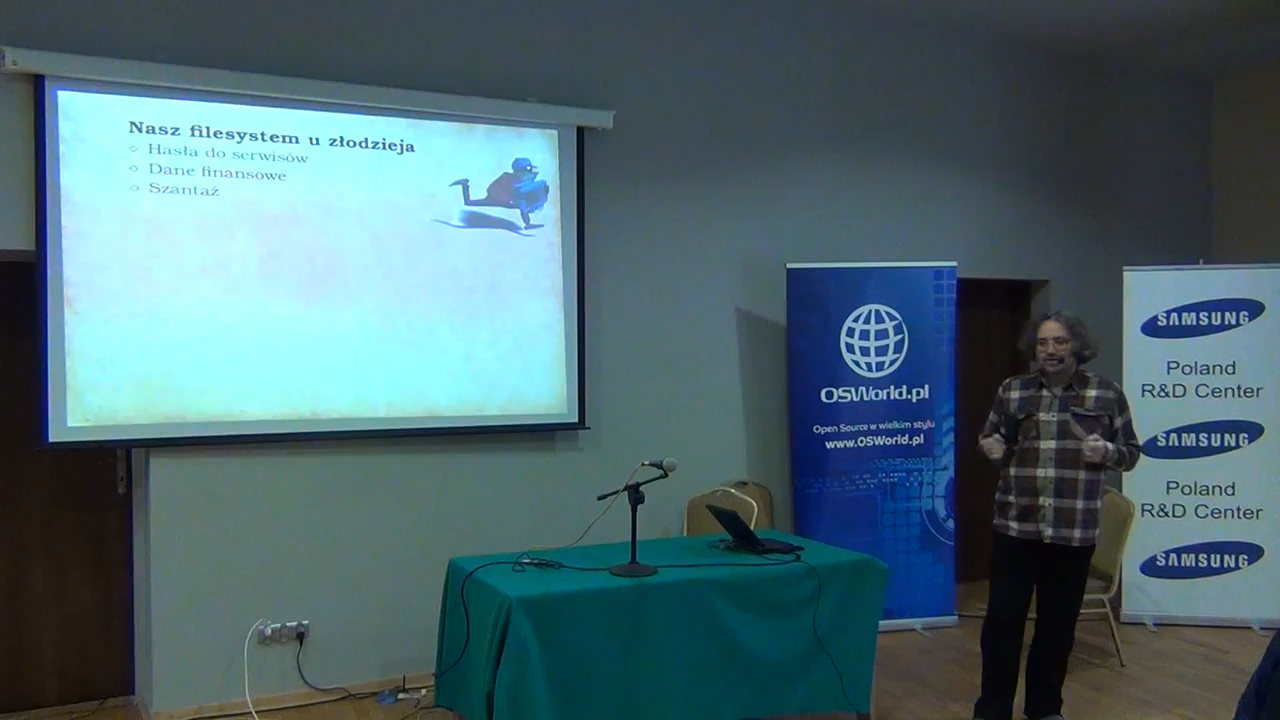 Nasz filesystem u złodzieja
Hasła do serwisów
Dane finansowe
Szantaż
OSWorld.pl
Open Source w wielkim stylu
www.OSWorld.pl
SAMSUNG
Poland
R&D Center
SAMSUNG
Poland
R&D Center
SAMSUNG